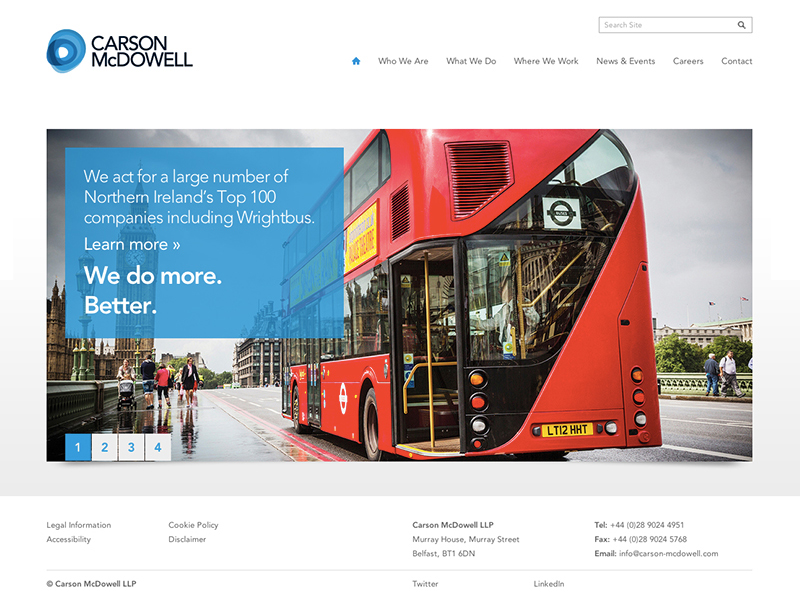 Search Site
CARSON
McDOWELL
Who We Are
What We Do
Where We Work
News & Events
Careers
Contact
We act for a large number of
Northern Ireland's Top 100
companies including Wrightbus.
Learn more »
We do more.
Better.
PALACE THEATRE
LT12 HHT
1
2
3
4
Legal Information
Cookie Policy
Carson McDowell LLP
Tel: +44 (0)28 9024 4951
Accessibility
Disclaimer
Murray House, Murray Street
Fax: +44 (0)28 9024 5768
Belfast, BT1 6DN
Email: info@carson-mcdowell.com
© Carson McDowell LLP
Twitter
LinkedIn